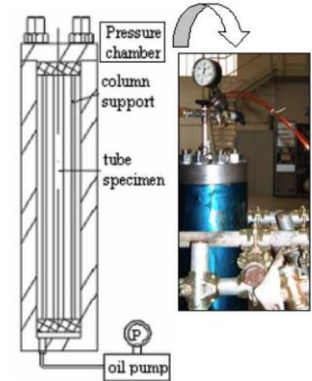 Pressure
chamber
column
support
tube
specimen
P
oil pump